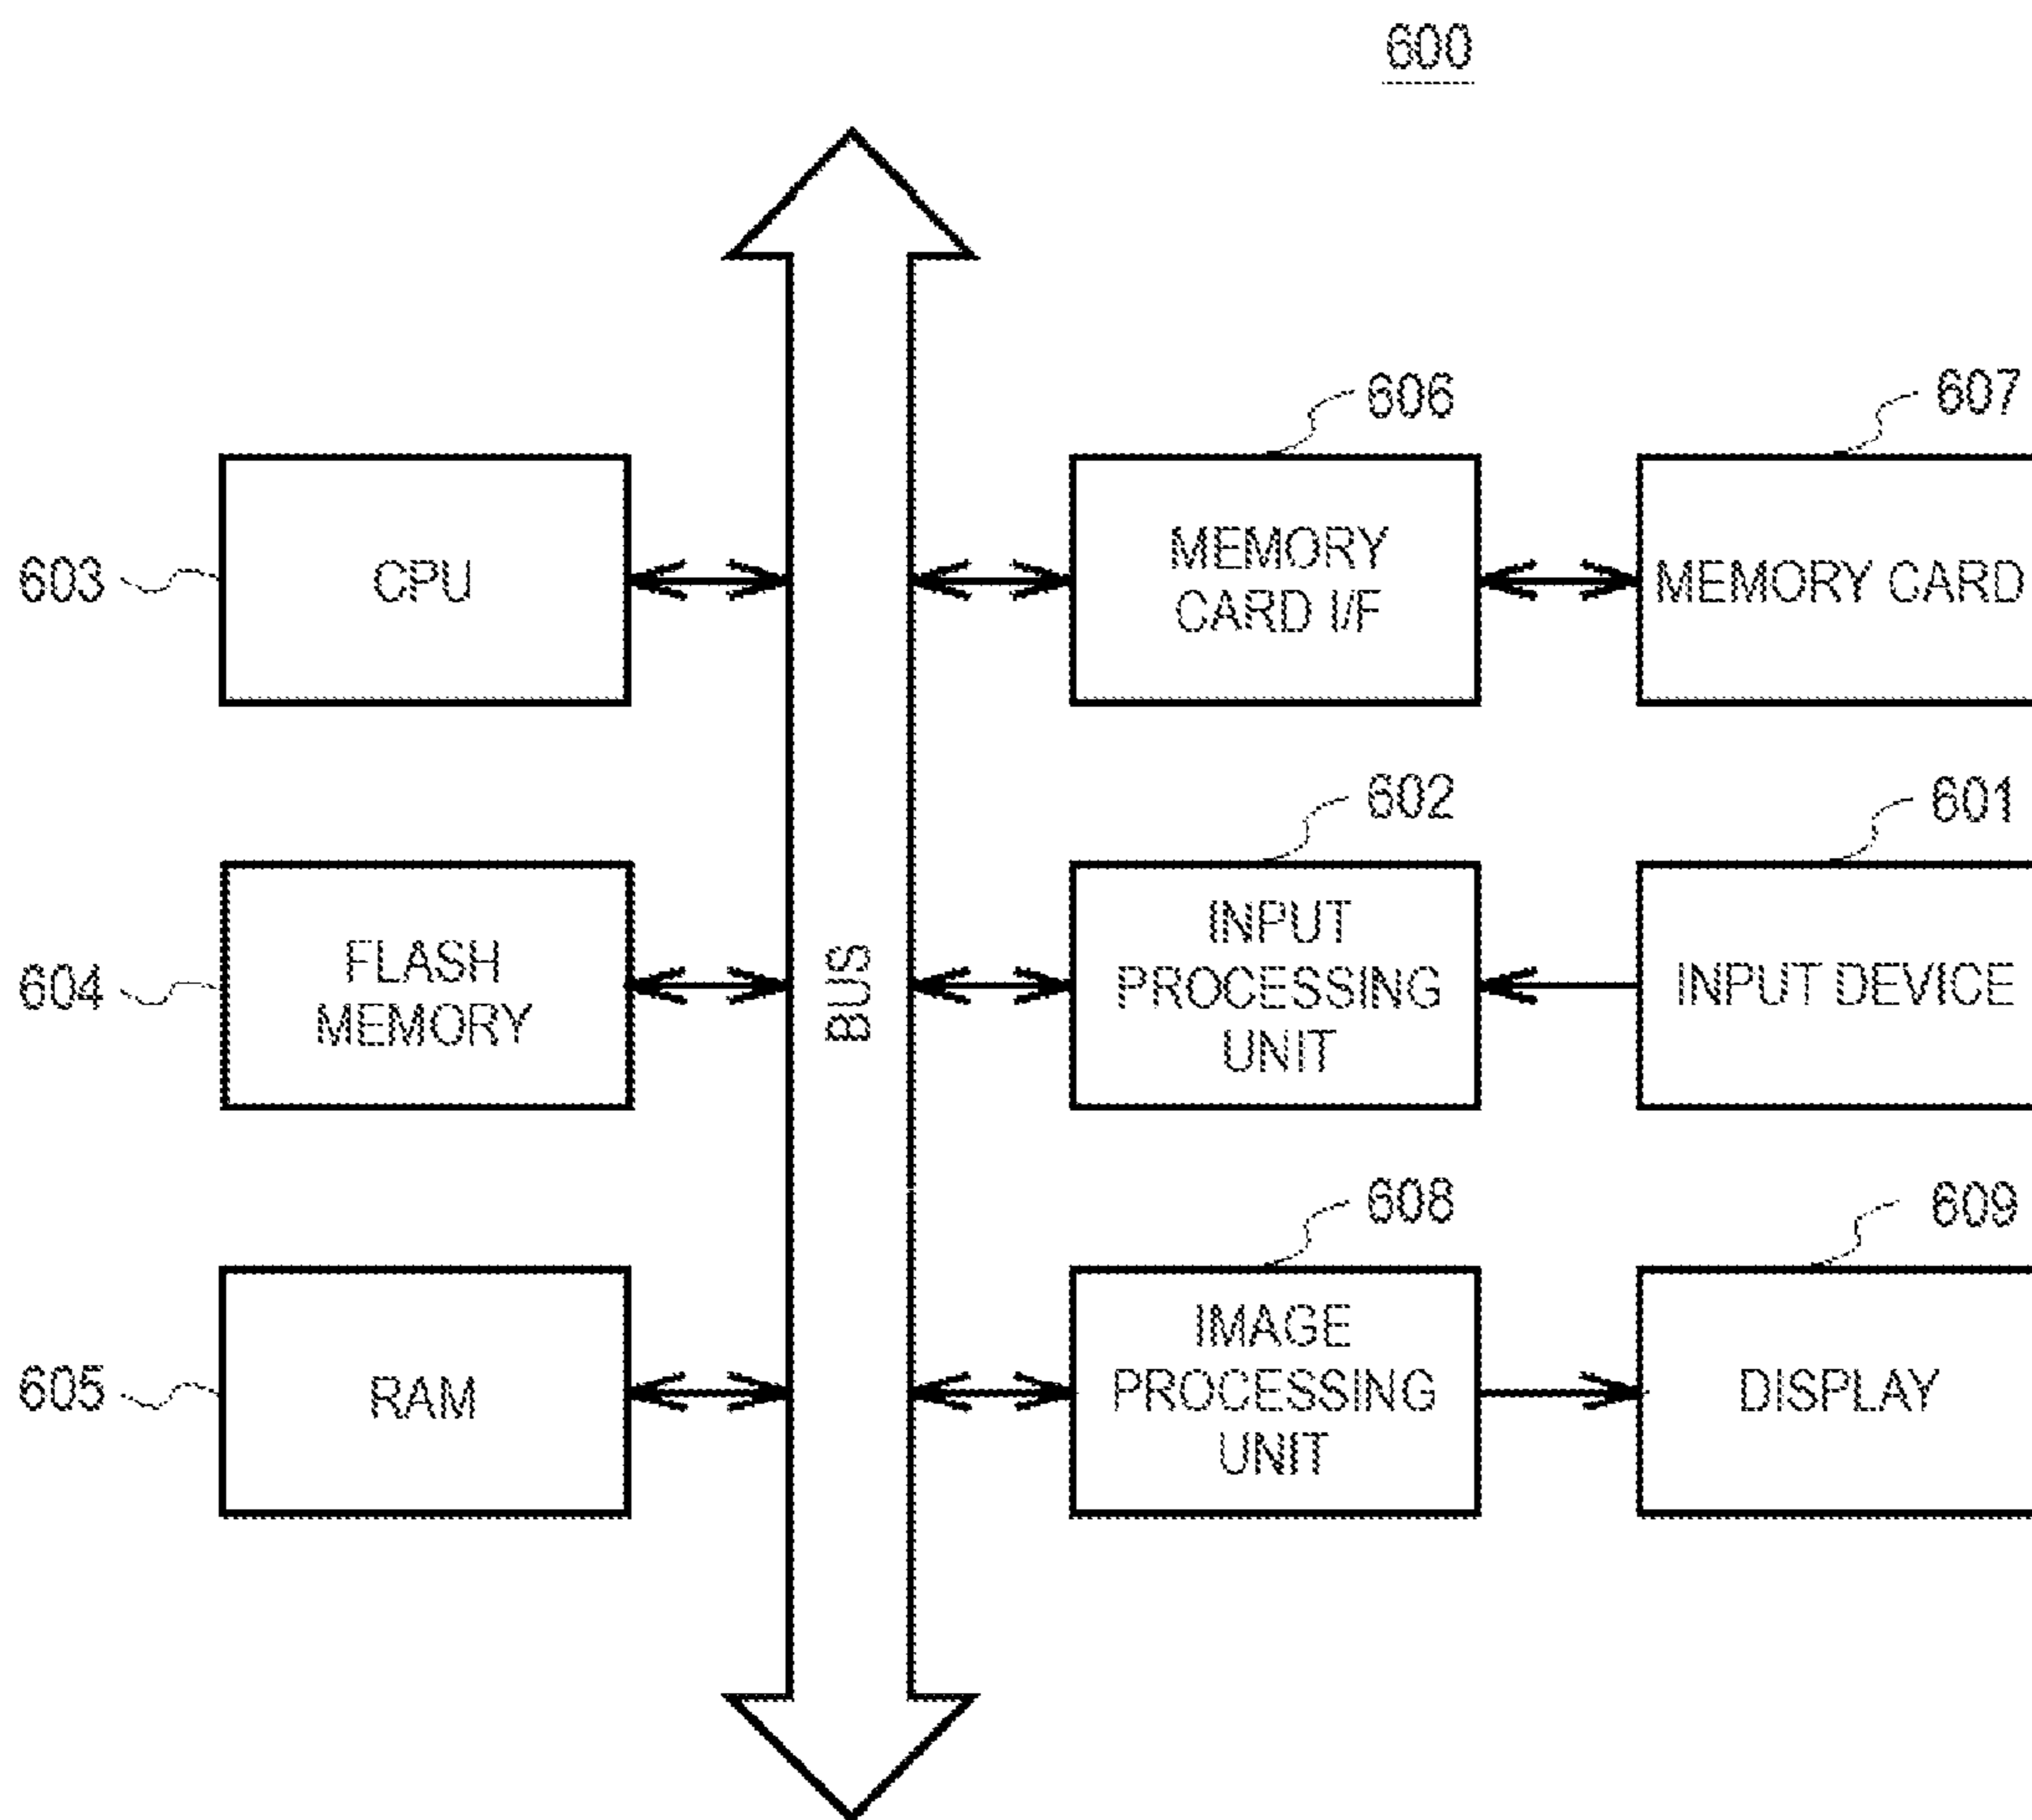 600
606
607
603
CPU
MEMORY
CARD I/F
MEMORY CARD
602
601
604
FLASH
MEMORY
BUS
INPUT
PROCESSING
UNIT
INPUT DEVICE
608
609
605
RAM
IMAGE
PROCESSING
UNIT
DISPLAY